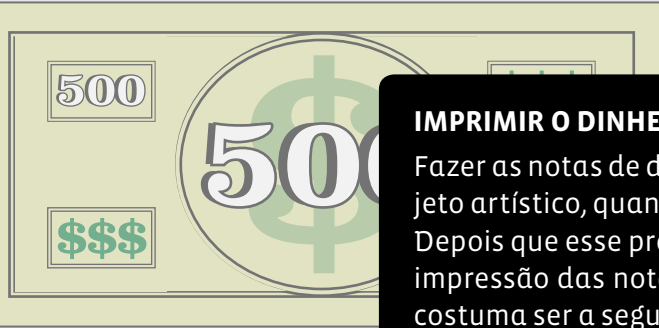 500
$$$
$
500
IMPRIMIR O DINHE
Fazer as notas de d
jeto artístico, quan
Depois que esse pr
impressão das not
costuma ser a segu